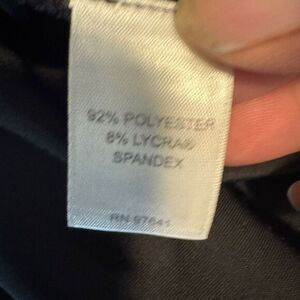 92% POLYESTER
8% LYCRA®
SPANDEX
RN 97641